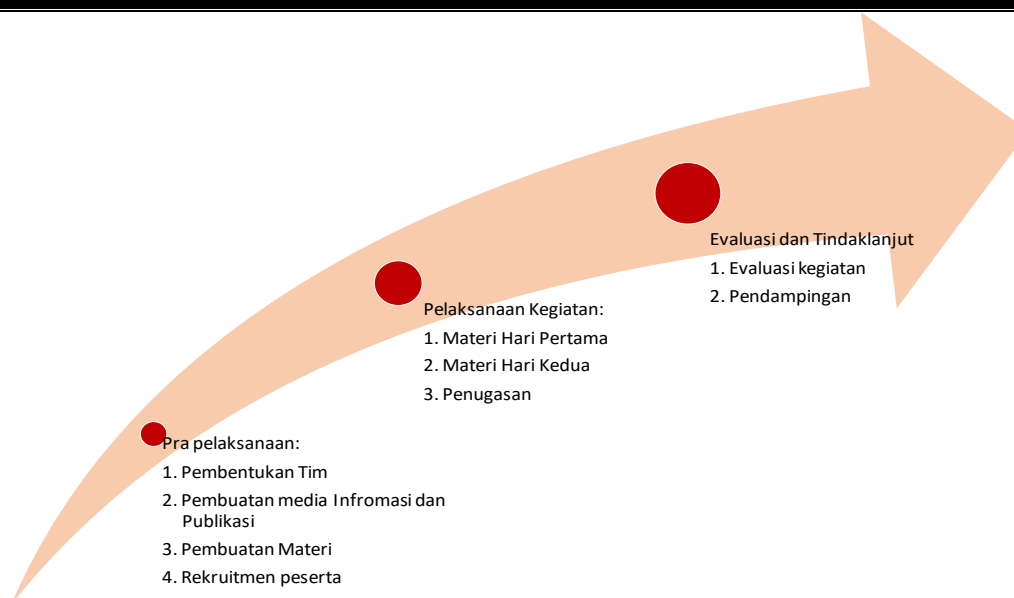 Pra pelaksanaan:
1. Pembentukan Tim
2. Pembuatan media Infromasi dan
Publikasi
3. Pembuatan Materi
4. Rekruitmen peserta
Pelaksanaan Kegiatan:
1. Materi Hari Pertama
2. Materi Hari Kedua
3. Penugasan
Evaluasi dan Tindaklanjut
1. Evaluasi kegiatan
2. Pendampingan